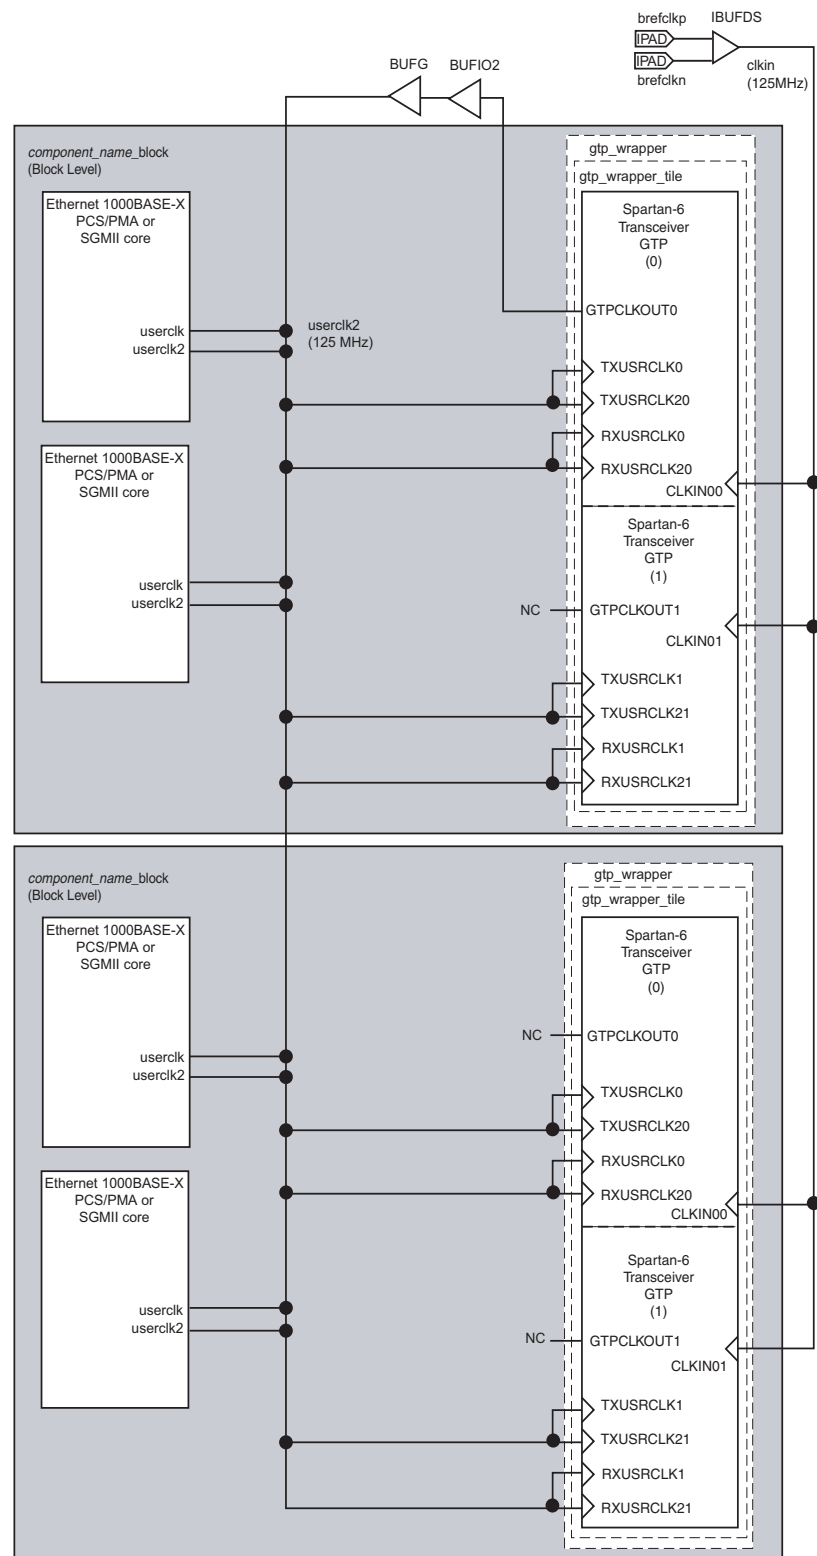 brefclkp
IBUFDS
IPAD
IPAD
brefclkn
clkin
(125MHz)
BUFG
BUFIO2
component_name_block
(Block Level)
gtp_wrapper
gtp_wrapper_tile
Ethernet 1000BASE-X
PCS/PMA or
SGMII core
userclk
userclk2
userclk2
(125 MHz)
Spartan-6
Transceiver
GTP
(0)
GTPCLKOUT0
TXUSRCLK0
TXUSRCLK20
RXUSRCLK0
RXUSRCLK20
CLKIN00
Ethernet 1000BASE-X
PCS/PMA or
SGMII core
userclk
userclk2
Spartan-6
Transceiver
GTP
(1)
NC
GTPCLKOUT1
CLKIN01
TXUSRCLK1
TXUSRCLK21
RXUSRCLK1
RXUSRCLK21
component_name_block
(Block Level)
gtp_wrapper
gtp_wrapper_tile
Ethernet 1000BASE-X
PCS/PMA or
SGMII core
userclk
userclk2
Spartan-6
Transceiver
GTP
(0)
NC
GTPCLKOUT0
TXUSRCLK0
TXUSRCLK20
RXUSRCLK0
RXUSRCLK20
CLKIN00
Ethernet 1000BASE-X
PCS/PMA or
SGMII core
userclk
userclk2
Spartan-6
Transceiver
GTP
(1)
NC
GTPCLKOUT1
CLKIN01
TXUSRCLK1
TXUSRCLK21
RXUSRCLK1
RXUSRCLK21